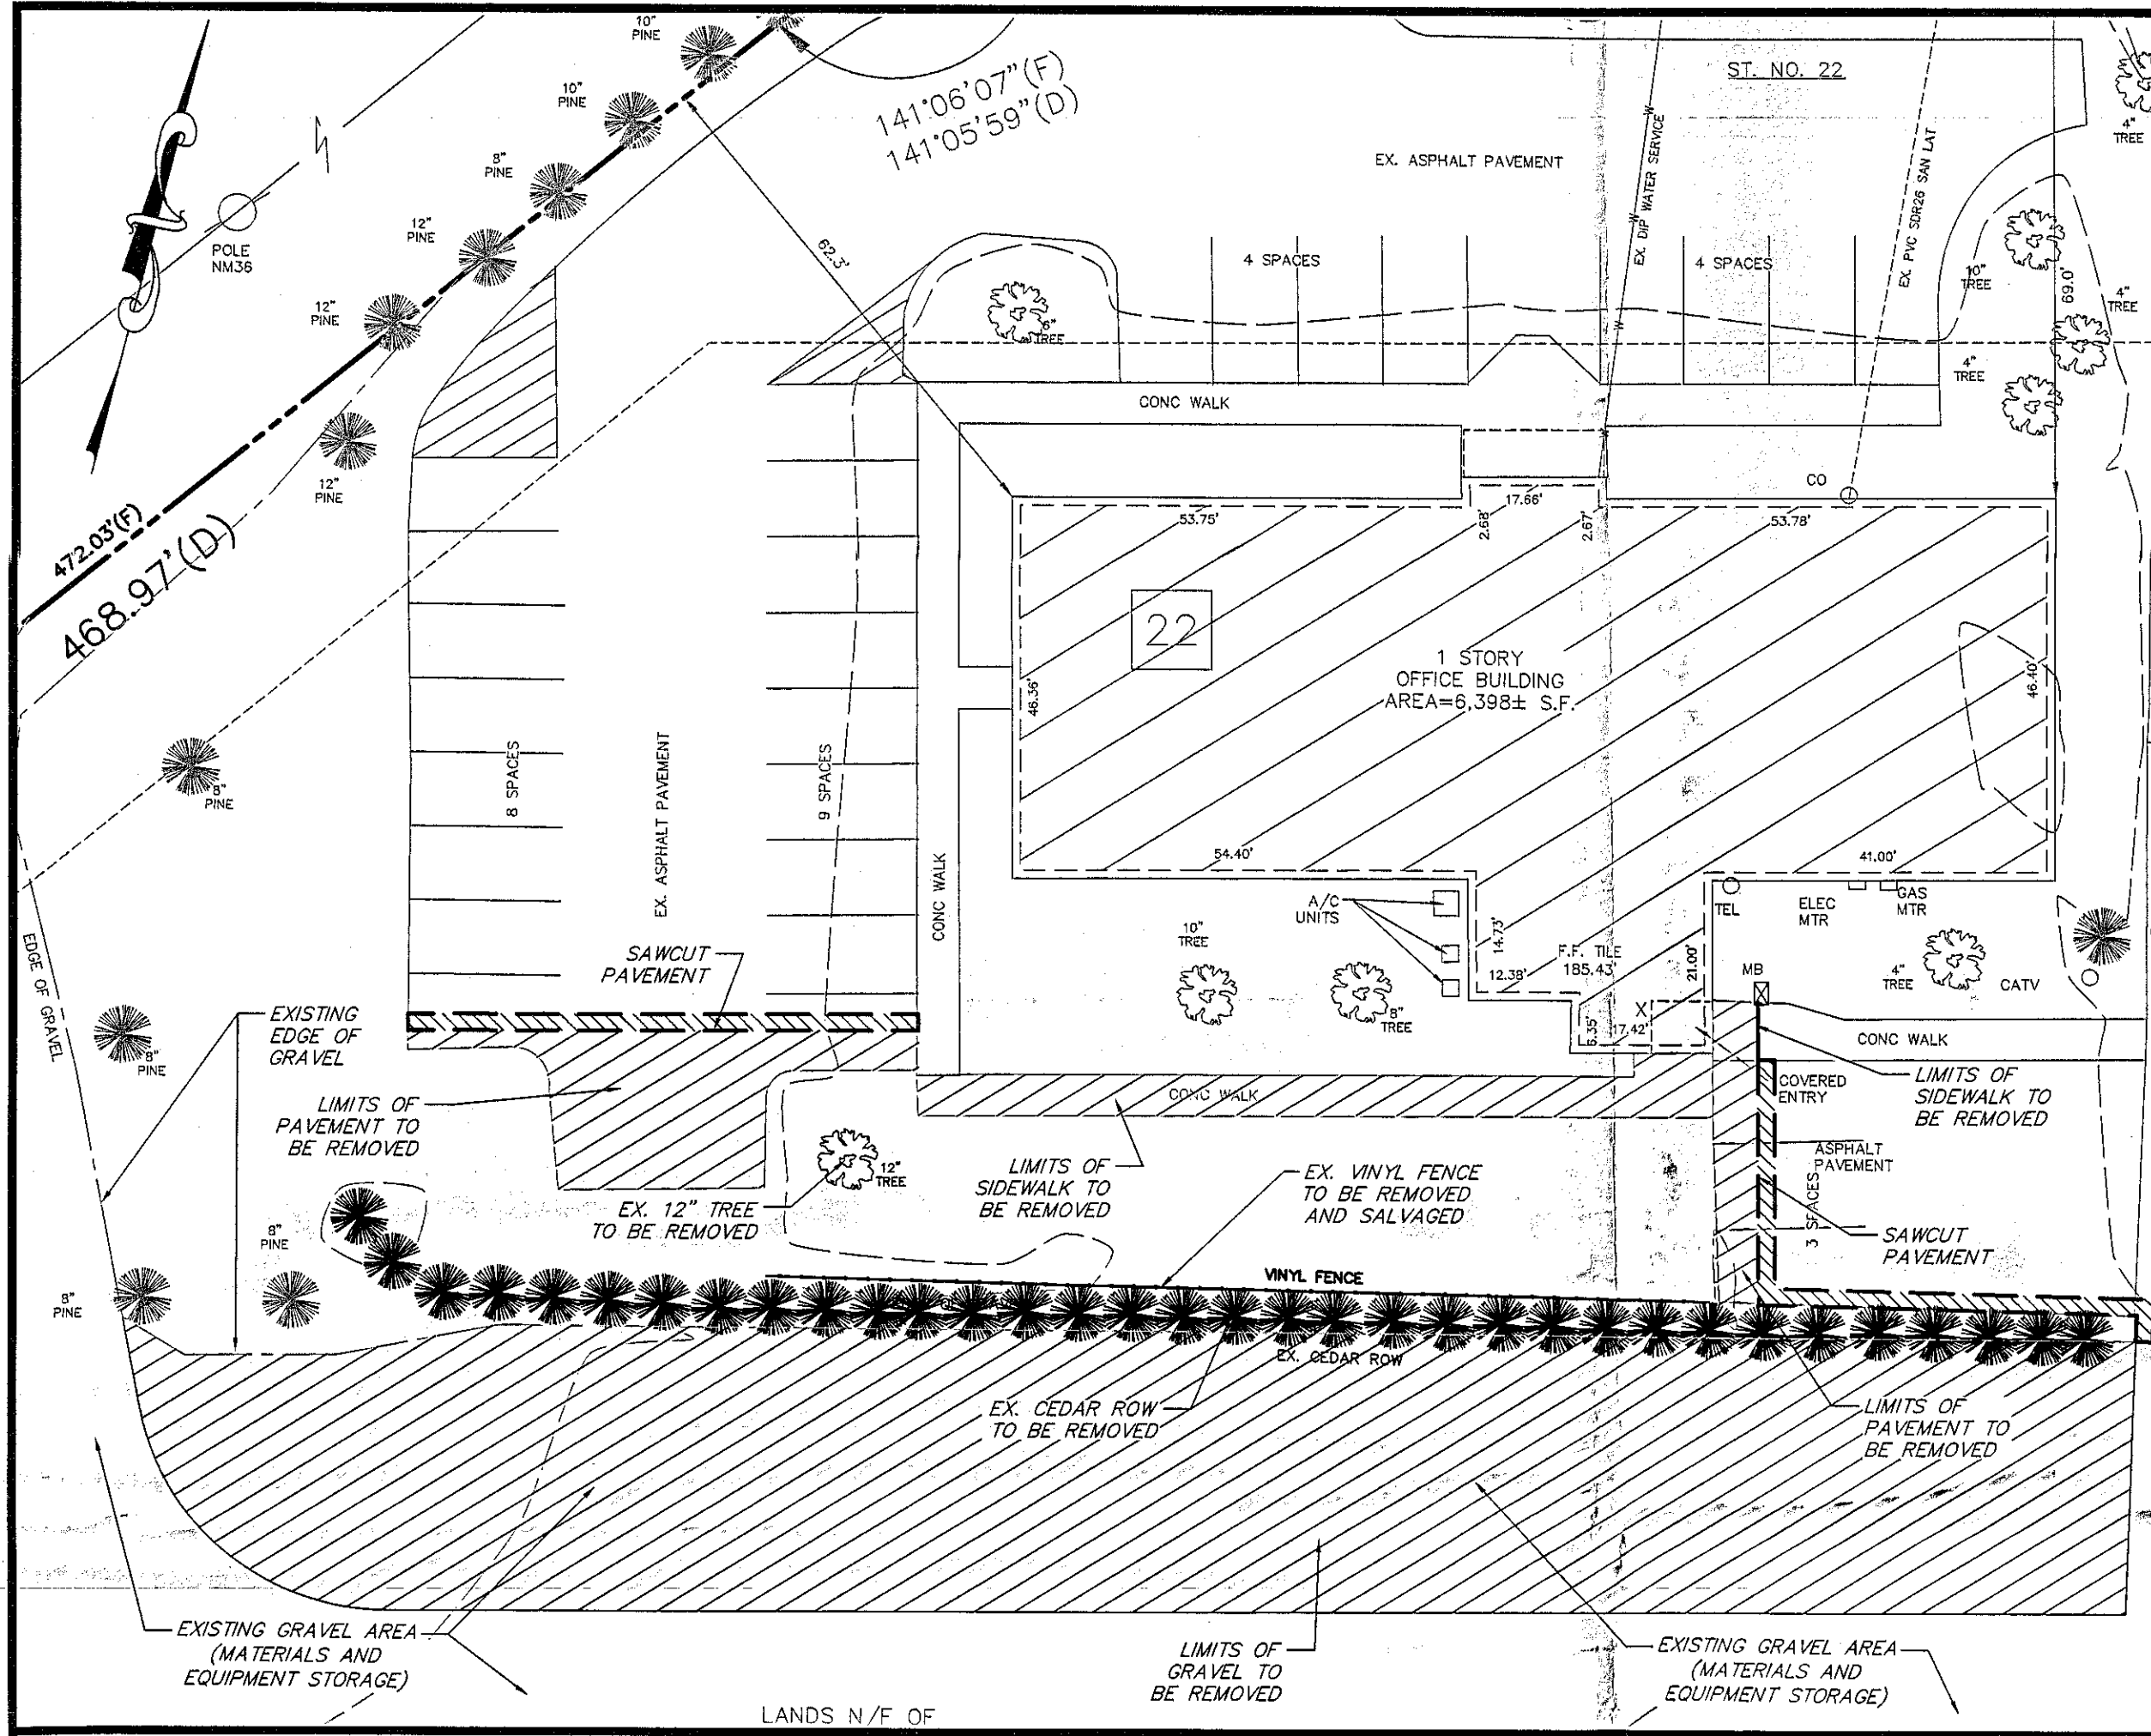 10"
PINE
10"
PINE
8"
PINE
12"
PINE
12"
PINE
12"
PINE
POLE
NM36
141°06'07"(F)
141°05'59"(D)
472.03'(F)
468.97'(D)
62.3'
ST. NO. 22
EX. ASPHALT PAVEMENT
W
EX. DIP WATER SERVICE
W
W
EX. PVC SDR26 SAN LAT
4"
TREE
10"
TREE
69.0'
4"
TREE
4"
TREE
6"
TREE
4 SPACES
4 SPACES
CONC WALK
CO
53.75'
17.66'
2.68'
2.67'
53.78'
22
1 STORY
OFFICE BUILDING
AREA=6,398± S.F.
46.36'
46.40'
54.40'
41.00'
8 SPACES
EX. ASPHALT PAVEMENT
9 SPACES
CONC WALK
8"
PINE
EDGE OF GRAVEL
A/C
UNITS
10"
TREE
8"
TREE
14.73'
12.38'
F.F. TILE
185.43'
21.00'
6.35'
17.42'
X
TEL
ELEC
MTR
GAS
MTR
MB
4"
TREE
CATV
CONC WALK
SAWCUT
PAVEMENT
EXISTING
EDGE OF
GRAVEL
8"
PINE
LIMITS OF
PAVEMENT TO
BE REMOVED
CONC WALK
COVERED
ENTRY
LIMITS OF
SIDEWALK TO
BE REMOVED
ASPHALT
PAVEMENT
3 SPACES
12"
TREE
EX. 12" TREE
TO BE REMOVED
LIMITS OF
SIDEWALK TO
BE REMOVED
EX. VINYL FENCE
TO BE REMOVED
AND SALVAGED
SAWCUT
PAVEMENT
8"
PINE
8"
PINE
VINYL FENCE
EX. CEDAR ROW
EX. CEDAR ROW
TO BE REMOVED
LIMITS OF
PAVEMENT TO
BE REMOVED
EXISTING GRAVEL AREA
(MATERIALS AND
EQUIPMENT STORAGE)
LIMITS OF
GRAVEL TO
BE REMOVED
EXISTING GRAVEL AREA
(MATERIALS AND
EQUIPMENT STORAGE)
LANDS N/F OF